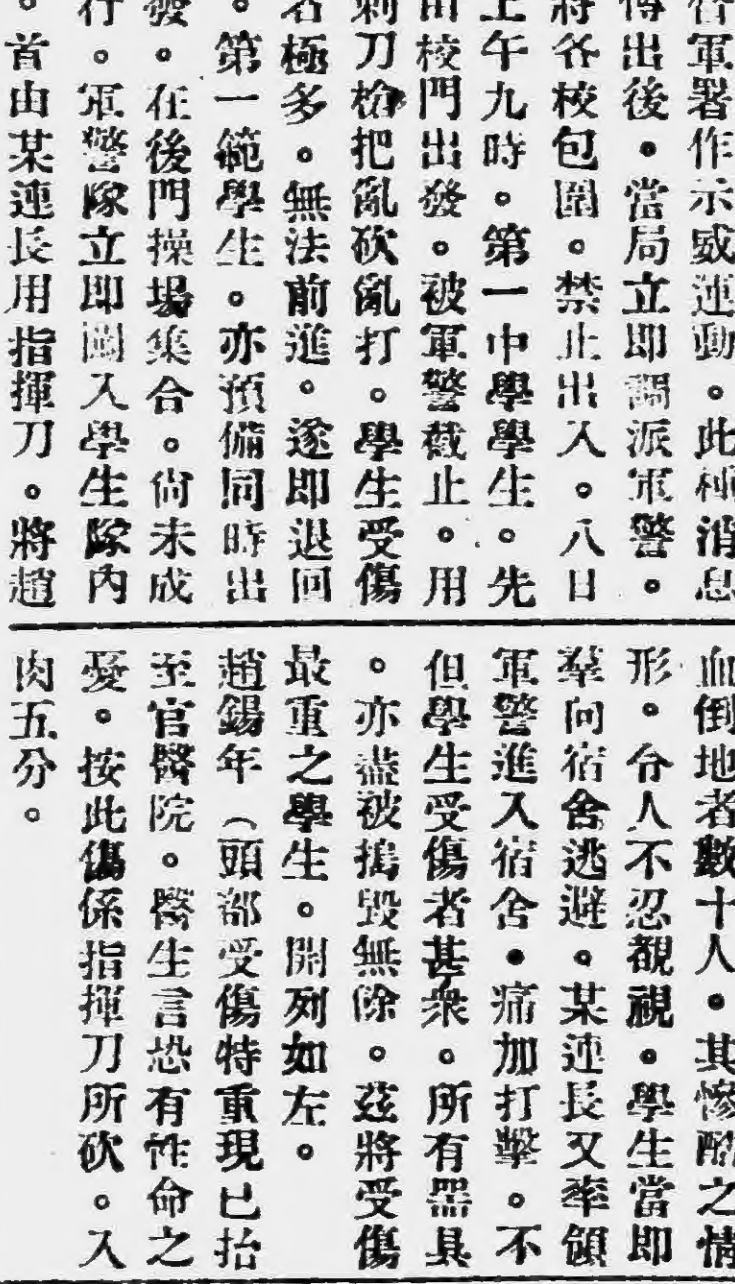 督軍署作示威運動。此種消息
傳出後。當局立即調派軍警。
將各校包圍。禁止出入。八日
上午九時。第一中學學生。先
由校門出發。被軍警截止。用
刺刀槍把亂砍亂打。學生受傷
名極多。無法前進。遂即退回
。第一範學生。亦預備同時出
發。在後門操場集合。尙未成
行。軍警隊立即闖入學生隊內
。首由某連長用指揮刀。將趙
血倒地者數十人。其慘酷之情
形。令人不忍覩視。學生當卽
羣向宿舍逃避。某連長又率領
軍警進入宿舍。痛加打擊。不
但學生受傷者甚衆。所有器具
。亦盡被搗毀無餘。茲將受傷
最重之學生。開列如左。
趙錫年（頭部受傷特重現已抬
至官醫院。醫生言恐有性命之
憂。按此傷係指揮刀所砍。入
肉五分。